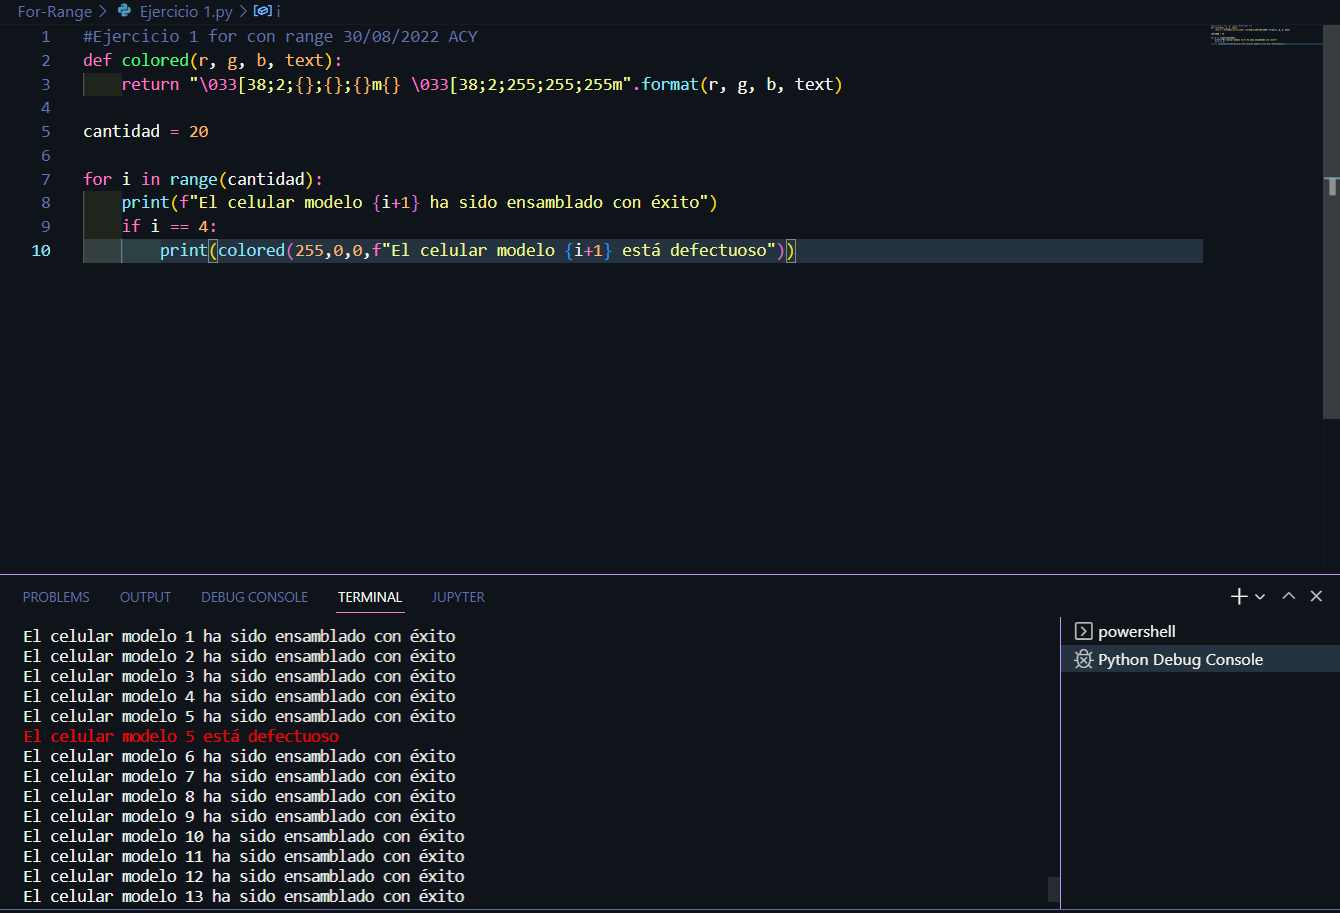 For-Range > Ejercicio 1.py > i
1 #Ejercicio 1 for con range 30/08/2022 ACY
2 def colored(r, g, b, text):
3     return "\033[38;2;{};{};{}m{} \033[38;2;255;255;255m".format(r, g, b, text)
4
5 cantidad = 20
6
7 for i in range(cantidad):
8     print(f"El celular modelo {i+1} ha sido ensamblado con éxito")
9     if i == 4:
10         print(colored(255,0,0,f"El celular modelo {i+1} está defectuoso"))
PROBLEMS OUTPUT DEBUG CONSOLE TERMINAL JUPYTER
El celular modelo 1 ha sido ensamblado con éxito
El celular modelo 2 ha sido ensamblado con éxito
El celular modelo 3 ha sido ensamblado con éxito
El celular modelo 4 ha sido ensamblado con éxito
El celular modelo 5 ha sido ensamblado con éxito
El celular modelo 5 está defectuoso
El celular modelo 6 ha sido ensamblado con éxito
El celular modelo 7 ha sido ensamblado con éxito
El celular modelo 8 ha sido ensamblado con éxito
El celular modelo 9 ha sido ensamblado con éxito
El celular modelo 10 ha sido ensamblado con éxito
El celular modelo 11 ha sido ensamblado con éxito
El celular modelo 12 ha sido ensamblado con éxito
El celular modelo 13 ha sido ensamblado con éxito
powershell
Python Debug Console